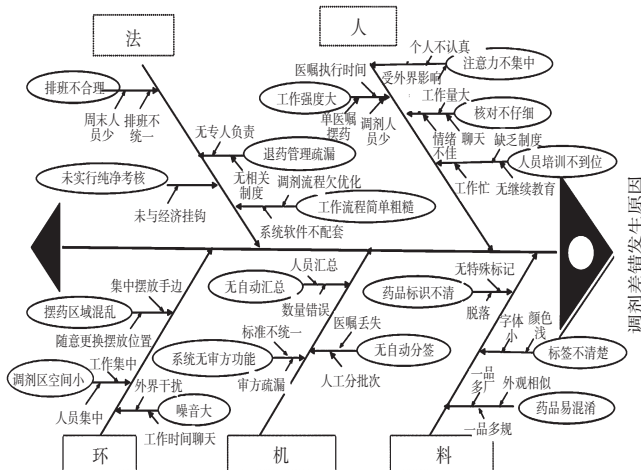 法
人
个人不认真
注意力不集中
受外界影响
医嘱执行时间
工作强度大
单医嘱
摆药
调剂人
员少
工作量大
核对不仔细
情绪
不佳
聊天
缺乏制度
人员培训不到位
工作忙
无继续教育
排班不合理
周末人
员少
排班不
统一
无专人负责
退药管理疏漏
无相关
制度
未实行纯净考核
未与经济挂钩
调剂流程欠优化
工作流程简单粗糙
系统软件不配套
调剂差错发生原因
集中摆放手边
摆药区域混乱
随意更换摆放位置
工作集中
调剂区空间小
人员集中
外界干扰
噪音大
工作时间聊天
人员汇总
无自动汇总
数量错误
标准不统一
系统无审方功能
审方疏漏
医嘱丢失
无自动分签
人工分批次
无特殊标记
药品标识不清
脱落
字体
小
颜色
浅
标签不清楚
一品
多厂
外观相似
药品易混淆
一品多规
环
机
料